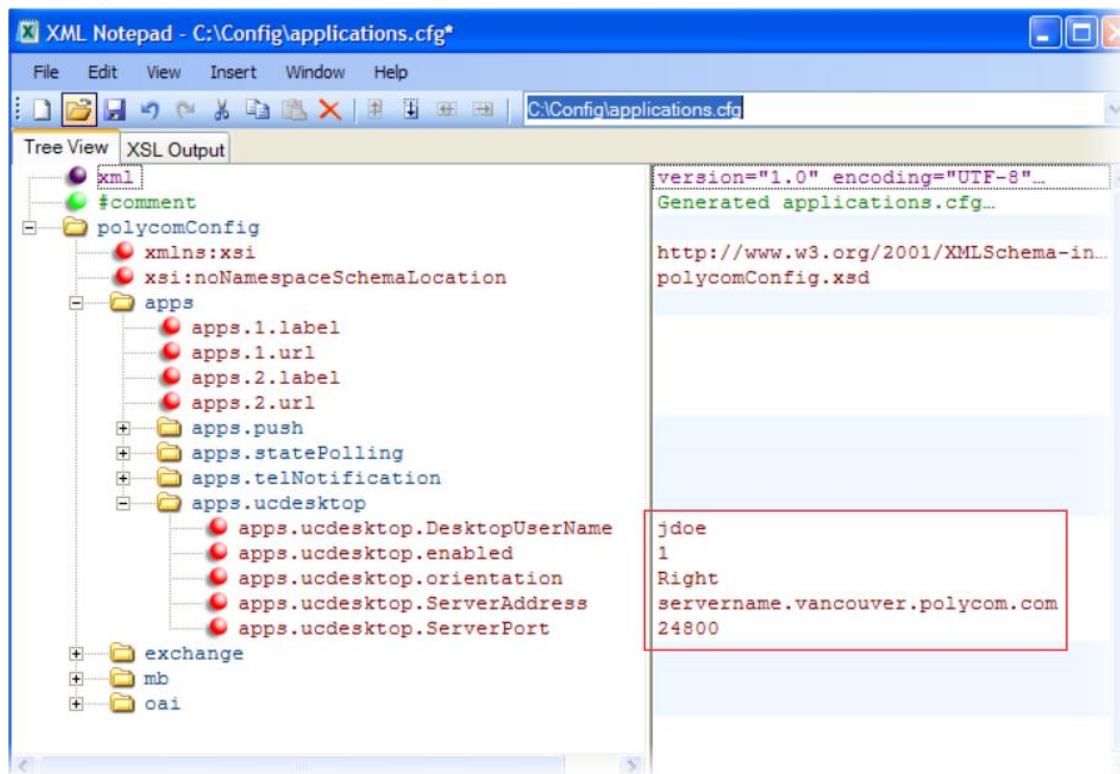 XML Notepad - C:\Config\applications.cfg*
File Edit View Insert Window Help
C:\Config\applications.cfg
Tree View XSL Output
xml version="1.0" encoding="UTF-8"…
#comment Generated applications.cfg…
polycomConfig
xmlns:xsi http://www.w3.org/2001/XMLSchema-in…
xsi:noNamespaceSchemaLocation polycomConfig.xsd
apps
apps.1.label
apps.1.url
apps.2.label
apps.2.url
apps.push
apps.statePolling
apps.telNotification
apps.ucdesktop
apps.ucdesktop.DesktopUserName jdoe
apps.ucdesktop.enabled 1
apps.ucdesktop.orientation Right
apps.ucdesktop.ServerAddress servername.vancouver.polycom.com
apps.ucdesktop.ServerPort 24800
exchange
mb
oai